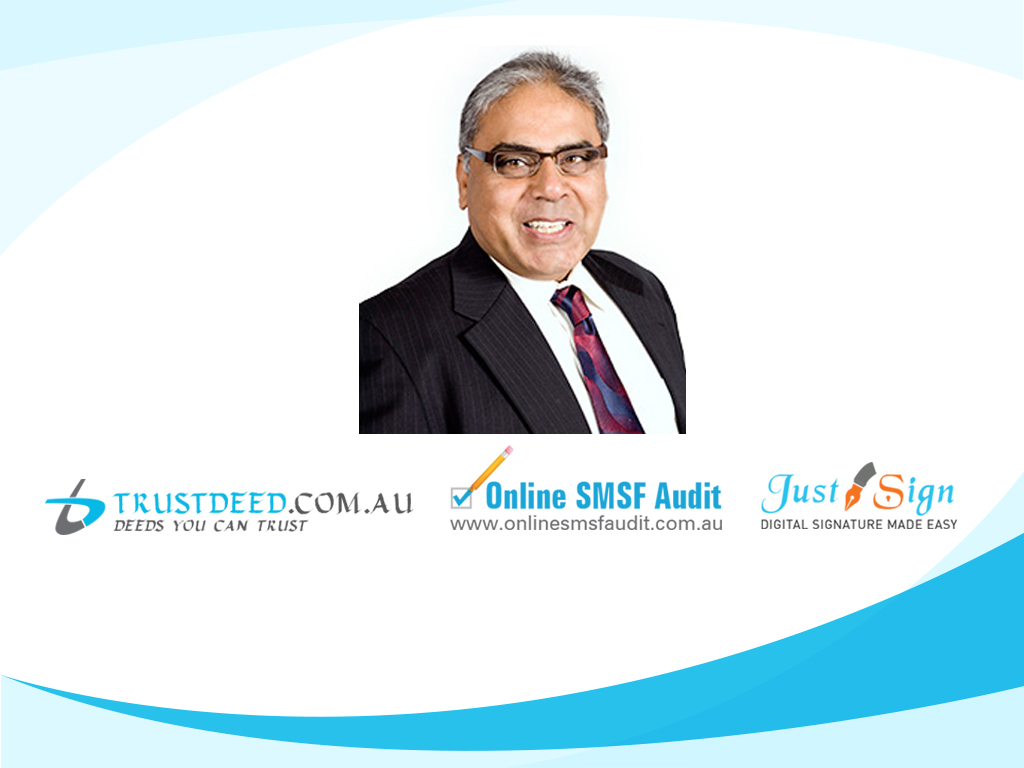 TRUSTDEED.COM.AU
DEEDS YOU CAN TRUST
Online SMSF Audit
www.onlinesmsfaudit.com.au
Just Sign
DIGITAL SIGNATURE MADE EASY